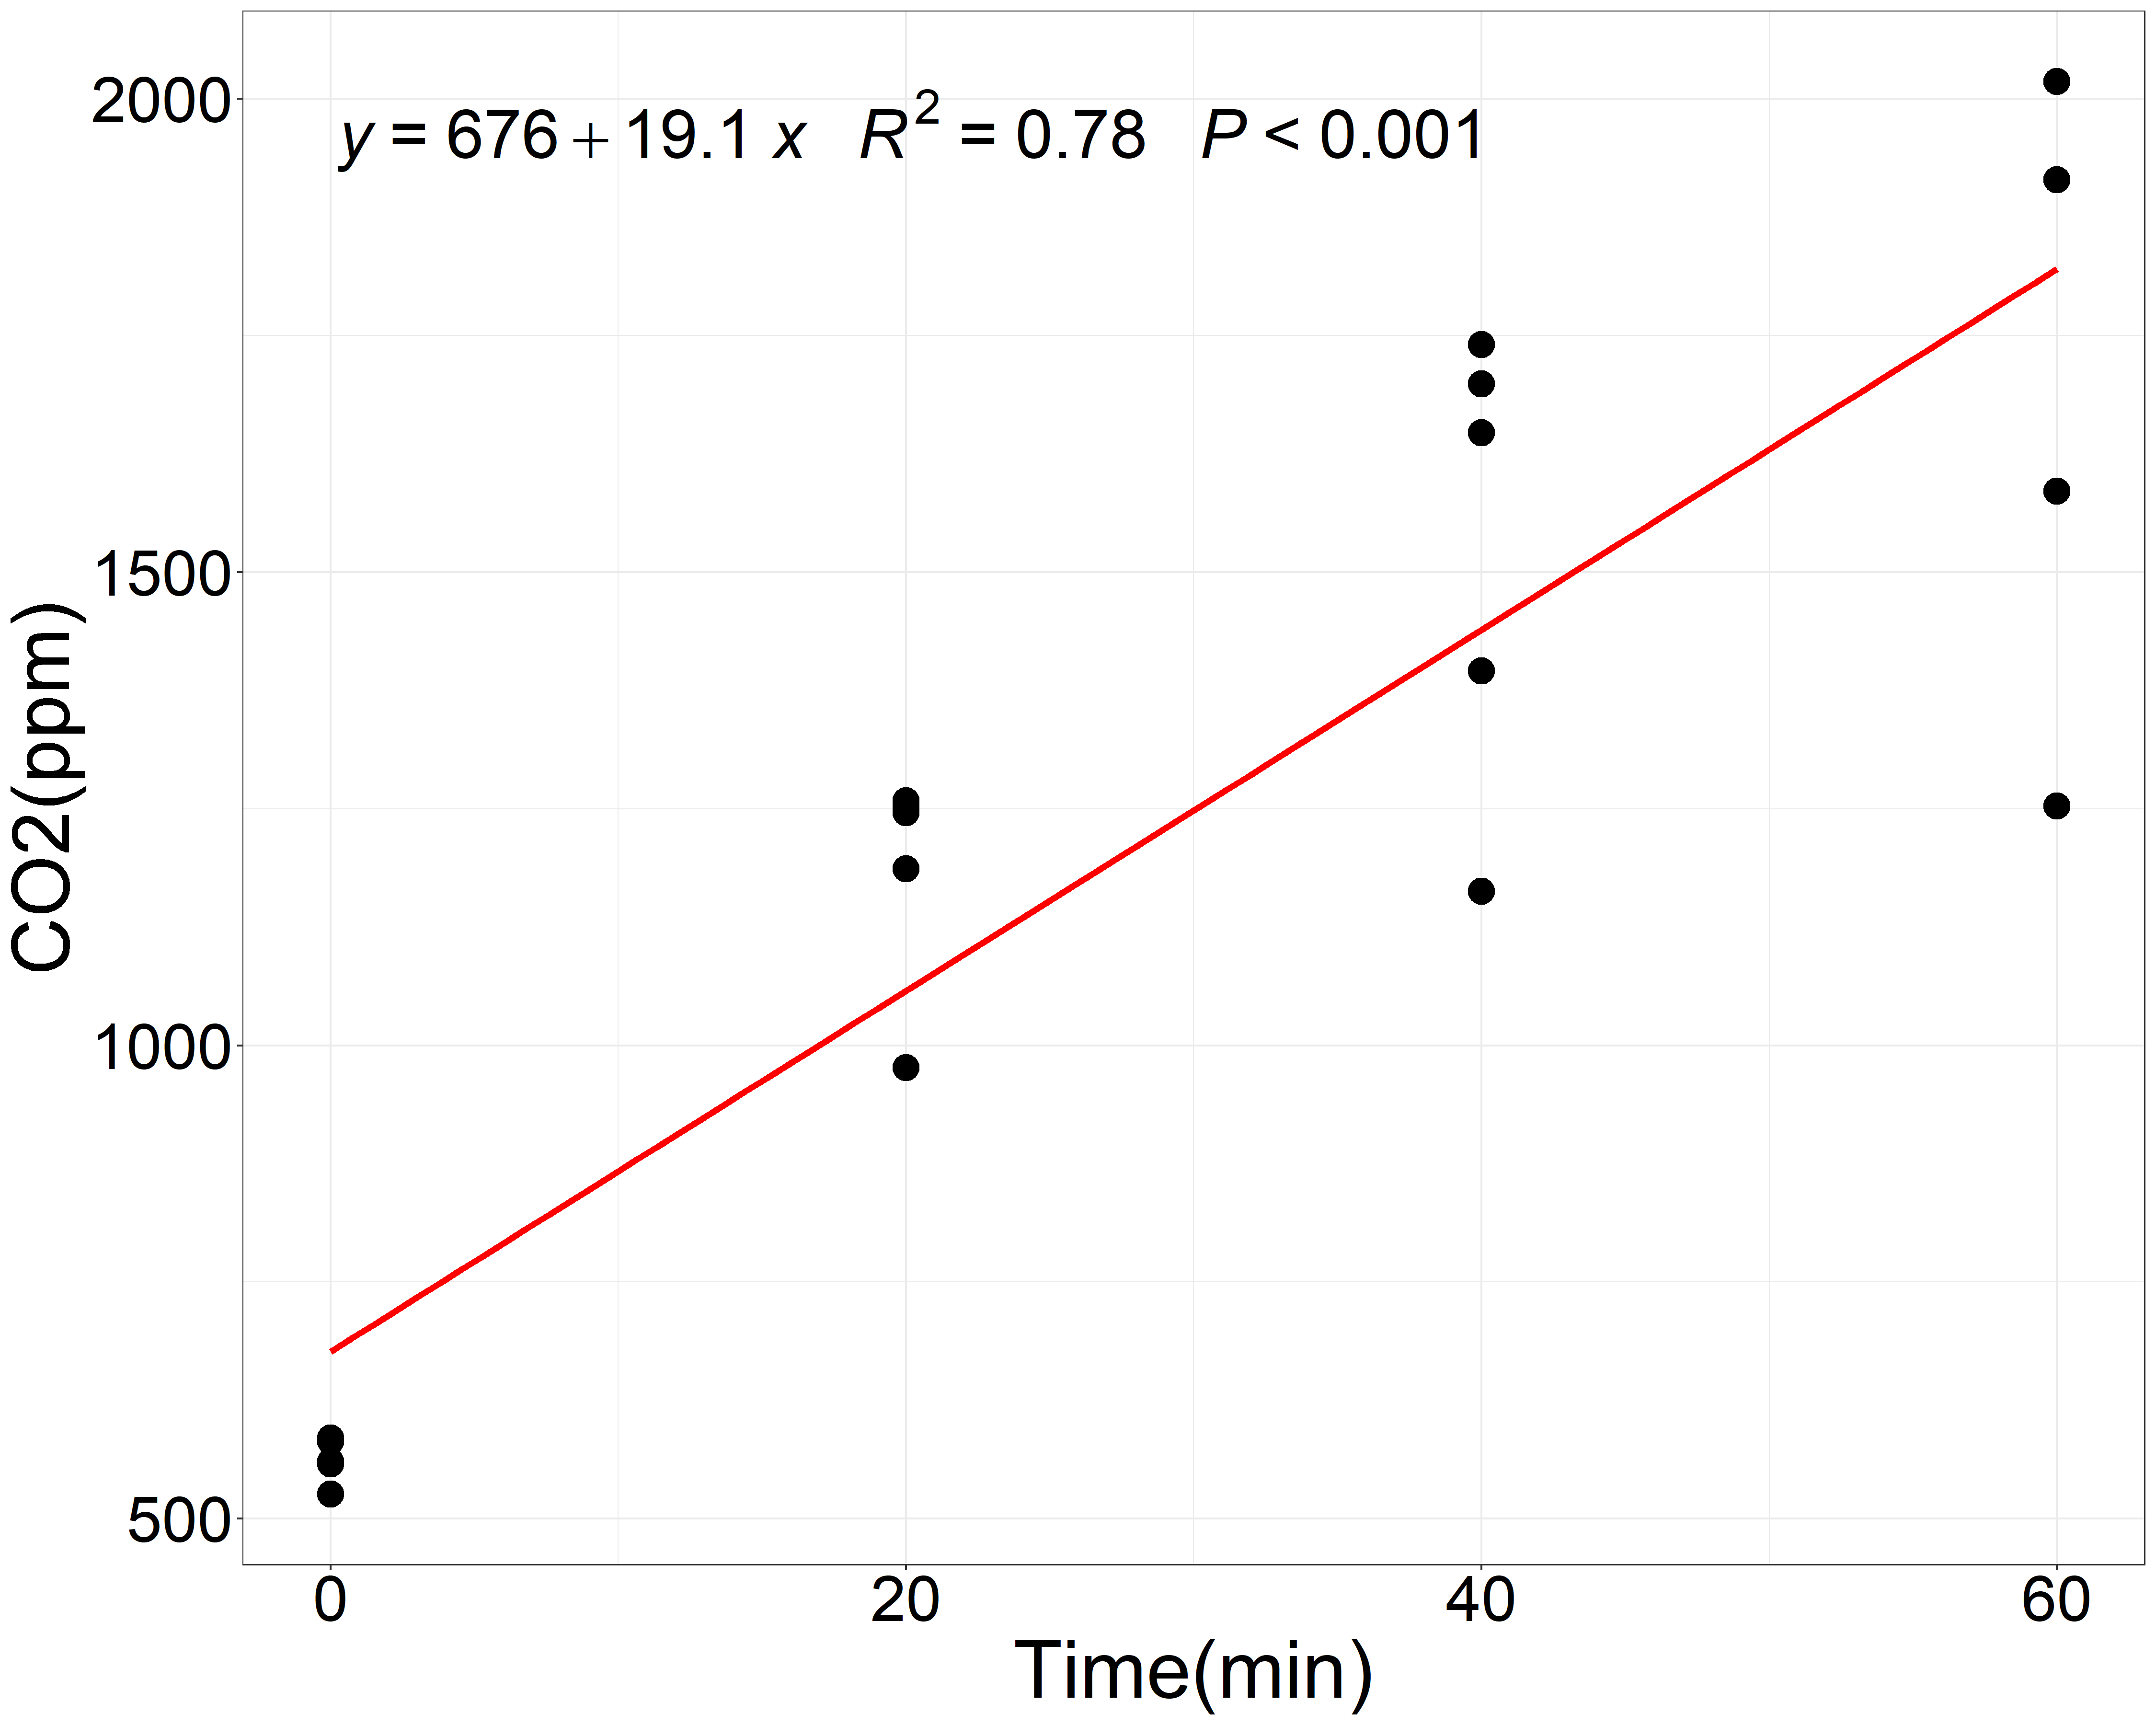 y = 676 + 19.1 x   R² = 0.78   P < 0.001
2000
1500
1000
500
CO2(ppm)
0 20 40 60
Time(min)